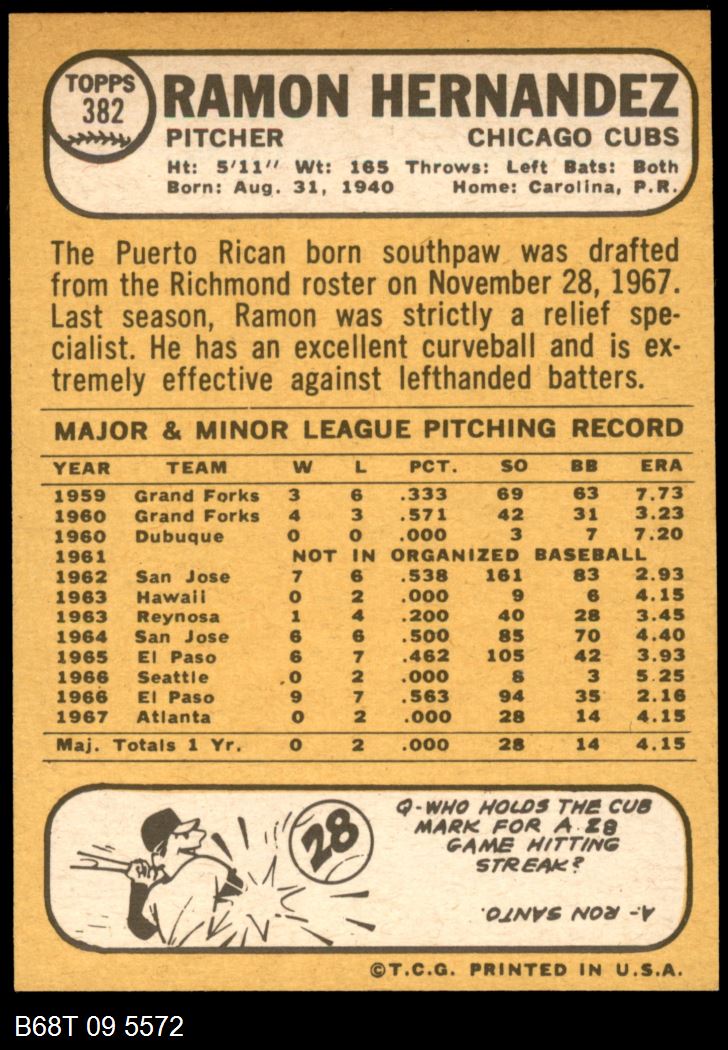 TOPPS
382
RAMON HERNANDEZ
PITCHER CHICAGO CUBS
Ht: 5'11" Wt: 165 Throws: Left Bats: Both
Born: Aug. 31, 1940 Home: Carolina, P.R.
The Puerto Rican born southpaw was drafted
from the Richmond roster on November 28, 1967.
Last season, Ramon was strictly a relief spe-
cialist. He has an excellent curveball and is ex-
tremely effective against lefthanded batters.
MAJOR & MINOR LEAGUE PITCHING RECORD
YEAR TEAM W L PCT. SO BB ERA
1959 Grand Forks 3 6 .333 69 63 7.73
1960 Grand Forks 4 3 .571 42 31 3.23
1960 Dubuque 0 0 .000 3 7 7.20
1961 NOT IN ORGANIZED BASEBALL
1962 San Jose 7 6 .538 161 83 2.93
1963 Hawaii 0 2 .000 9 6 4.15
1963 Reynosa 1 4 .200 40 28 3.45
1964 San Jose 6 6 .500 85 70 4.40
1965 El Paso 6 7 .462 105 42 3.93
1966 Seattle 0 2 .000 8 3 5.25
1966 El Paso 9 7 .563 94 35 2.16
1967 Atlanta 0 2 .000 28 14 4.15
Maj. Totals 1 Yr. 0 2 .000 28 14 4.15
28
Q-WHO HOLDS THE CUB
MARK FOR A 28
GAME HITTING
STREAK?
A- RON SANTO.
©T.C.G. PRINTED IN U.S.A.
B68T 09 5572